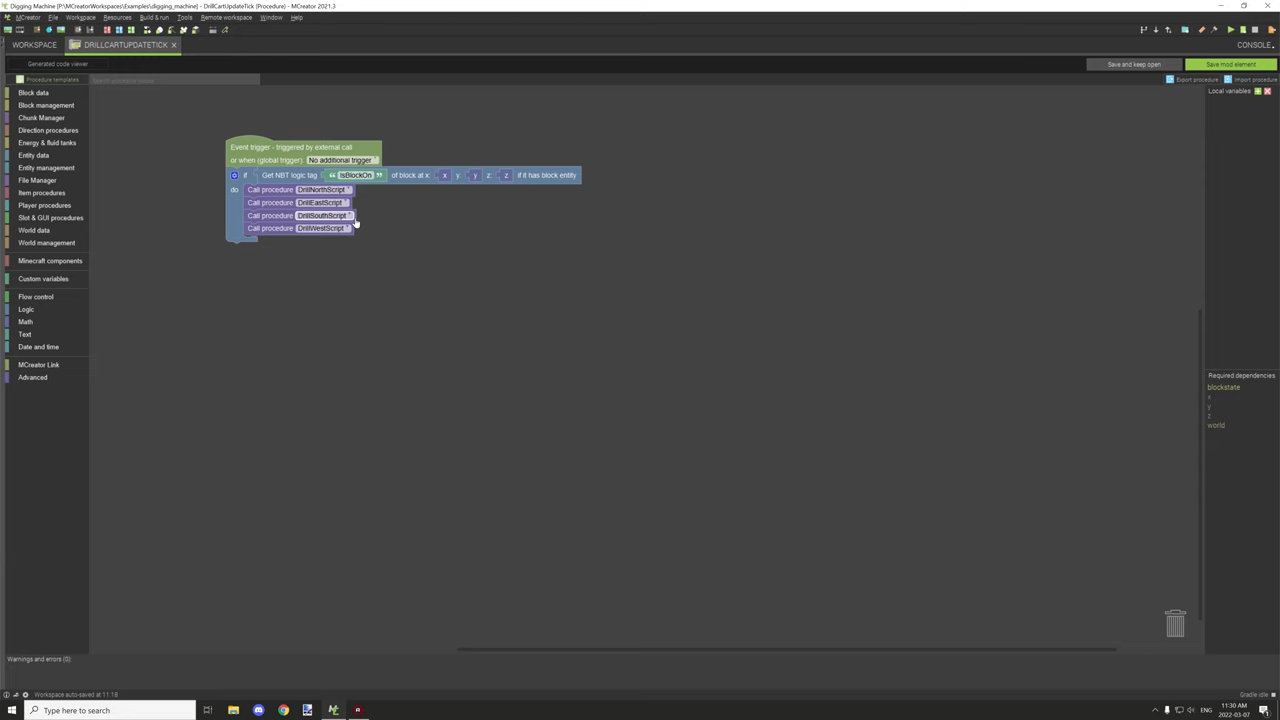 Digging Machine [P:\MCreatorWorkspaces\Examples\digging_machine] - DrillCartUpdateTick (Procedure) - MCreator 2021.3
MCreator File Workspace Resources Build & run Tools Remote workspace Window Help
WORKSPACE DRILLCARTUPDATETICK CONSOLE
Generated code viewer Save and keep open Save mod element
Procedure templates Search procedure blocks Export procedure Import procedure
Block data
Block management
Chunk Manager
Direction procedures
Energy & fluid tanks
Entity data
Entity management
File Manager
Item procedures
Player procedures
Slot & GUI procedures
World data
World management
Minecraft components
Custom variables
Flow control
Logic
Math
Text
Date and time
MCreator Link
Advanced
Event trigger - triggered by external call
or when (global trigger): No additional trigger
if Get NBT logic tag “ IsBlockOn ” of block at x: x y: y z: z if it has block entity
do Call procedure DrillNorthScript
Call procedure DrillEastScript
Call procedure DrillSouthScript
Call procedure DrillWestScript
Local variables
Required dependencies
blockstate
x
y
z
world
Warnings and errors (0):
Workspace auto-saved at 11:18 Gradle idle
Type here to search ENG 11:30 AM
2022-03-07